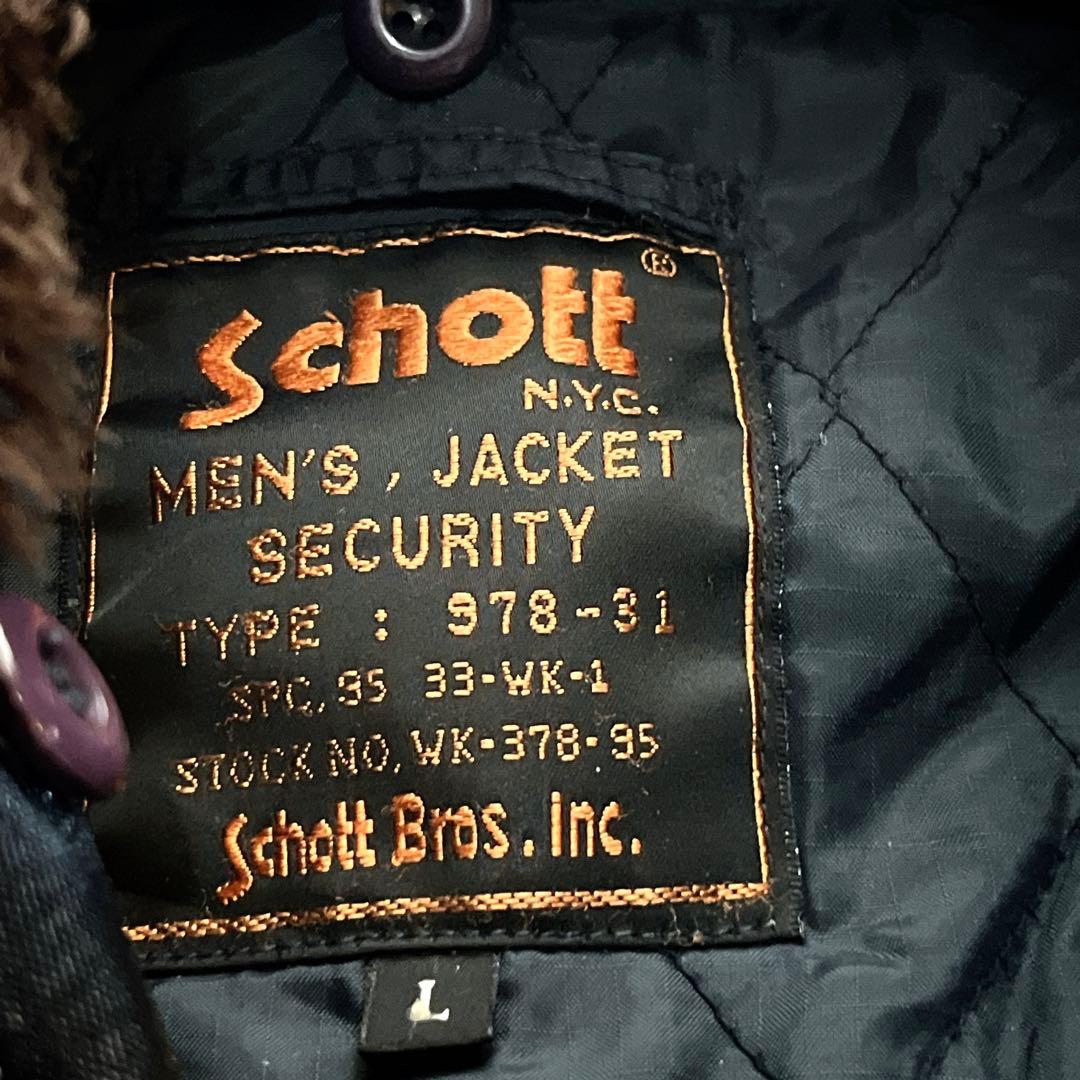 Schott ®
N.Y.C.
MEN'S, JACKET
SECURITY
TYPE : 978-31
SPC, 95 33-WK-1
STOCK NO, WK-378-95
Schott Bros. Inc.
L